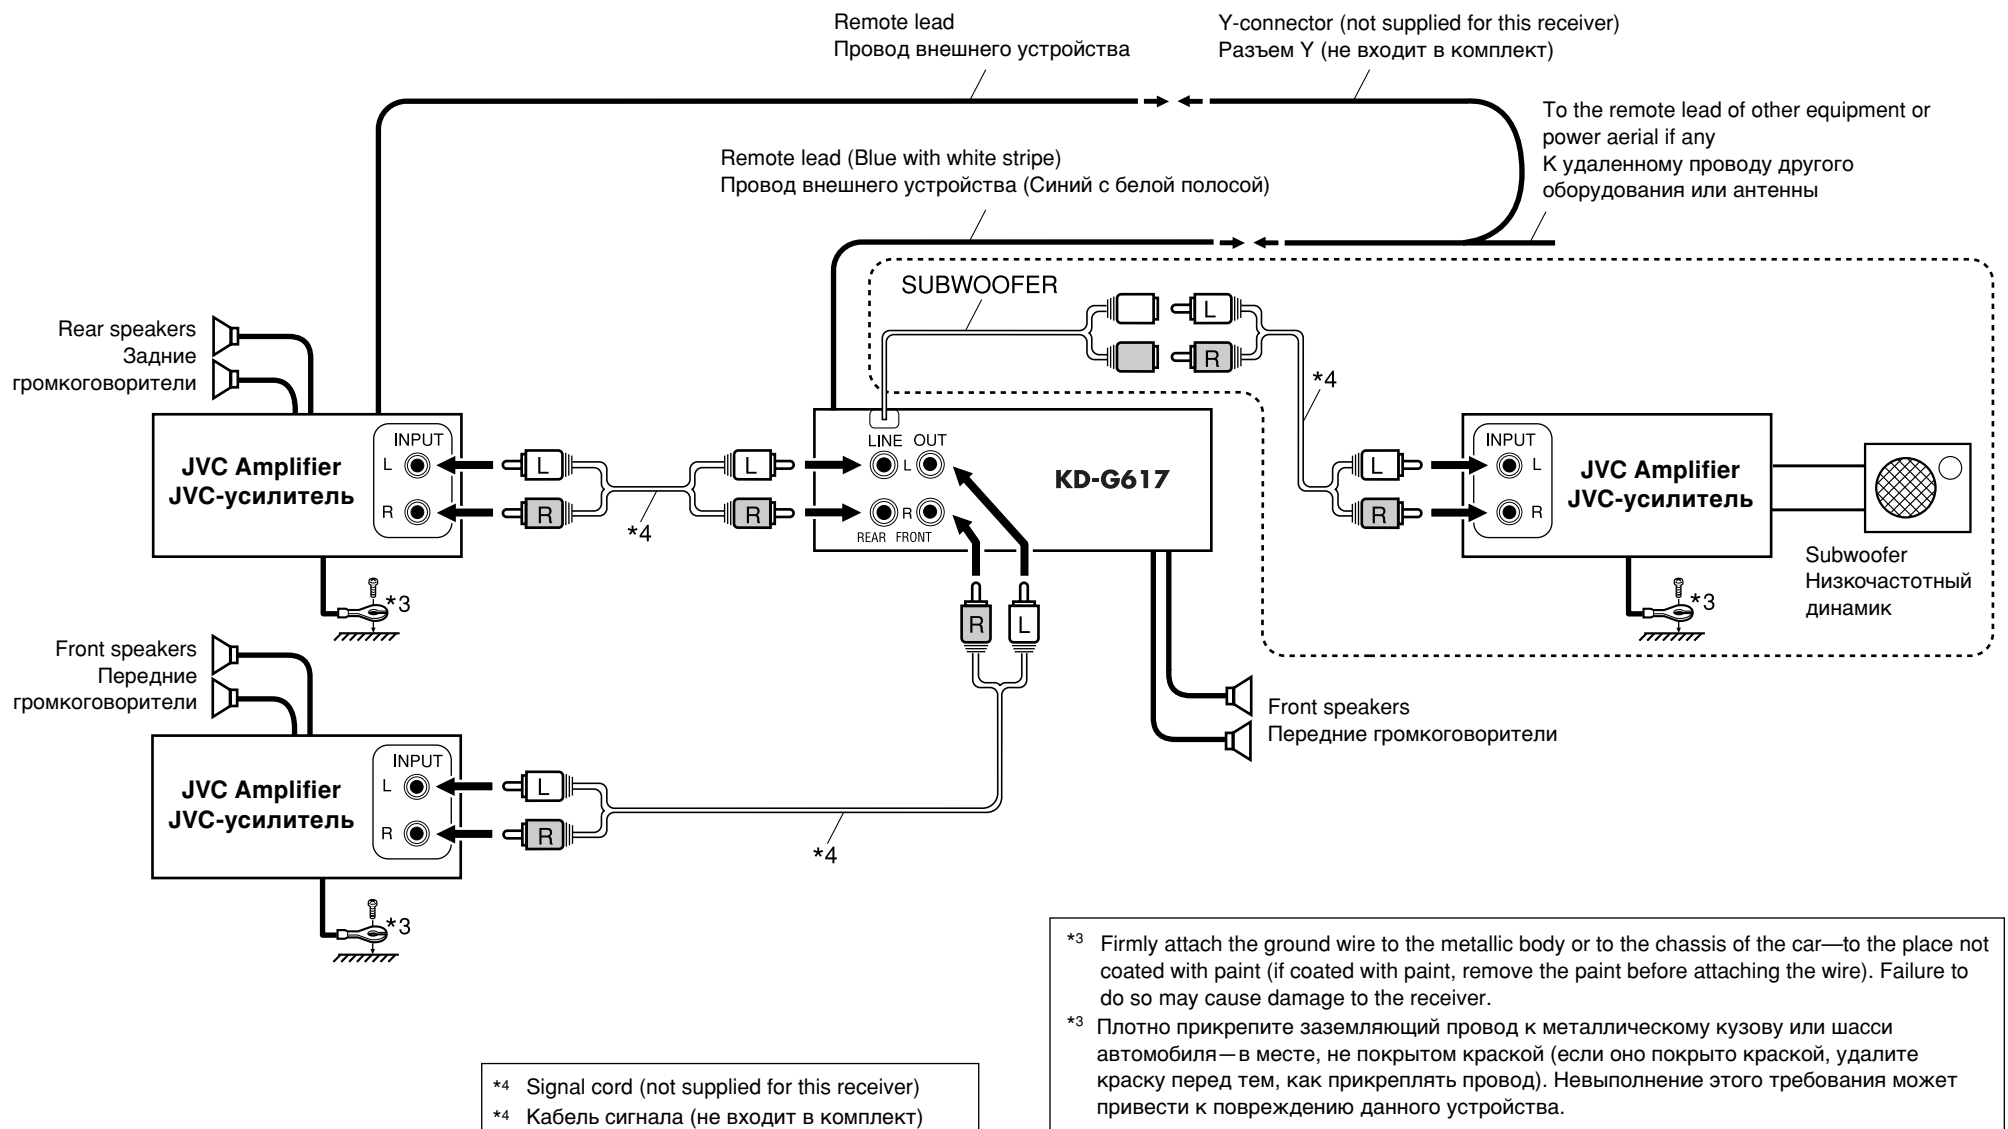 Remote lead
Провод внешнего устройства
Y-connector (not supplied for this receiver)
Разъем Y (не входит в комплект)
To the remote lead of other equipment or
power aerial if any
К удаленному проводу другого
оборудования или антенны
Remote lead (Blue with white stripe)
Провод внешнего устройства (Синий с белой полосой)
SUBWOOFER
L
R
*4
Rear speakers
Задние
громкоговорители
JVC Amplifier
JVC-усилитель
INPUT
L
R
L
R
*4
L
R
LINE OUT
L
R
REAR FRONT
KD-G617
L
R
INPUT
L
R
JVC Amplifier
JVC-усилитель
Subwoofer
Низкочастотный
динамик
*3
*3
R
L
Front speakers
Передние
громкоговорители
Front speakers
Передние громкоговорители
JVC Amplifier
JVC-усилитель
INPUT
L
R
L
R
*4
*3
*3 Firmly attach the ground wire to the metallic body or to the chassis of the car—to the place not
coated with paint (if coated with paint, remove the paint before attaching the wire). Failure to
do so may cause damage to the receiver.
*3 Плотно прикрепите заземляющий провод к металлическому кузову или шасси
автомобиля—в месте, не покрытом краской (если оно покрыто краской, удалите
краску перед тем, как прикреплять провод). Невыполнение этого требования может
привести к повреждению данного устройства.
*4 Signal cord (not supplied for this receiver)
*4 Кабель сигнала (не входит в комплект)